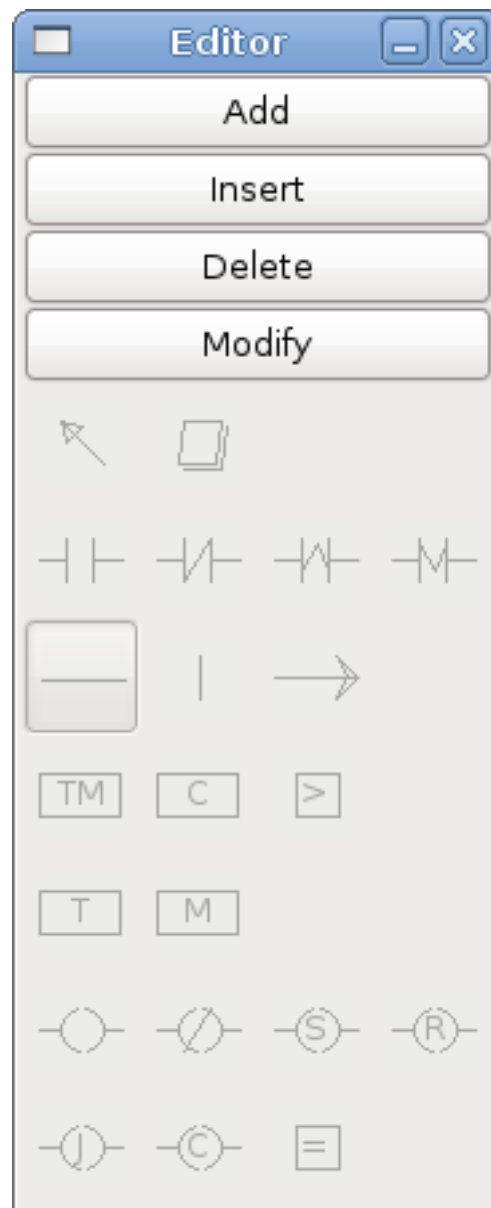 Editor
Add
Insert
Delete
Modify
TM C >
T M
S R
J C =